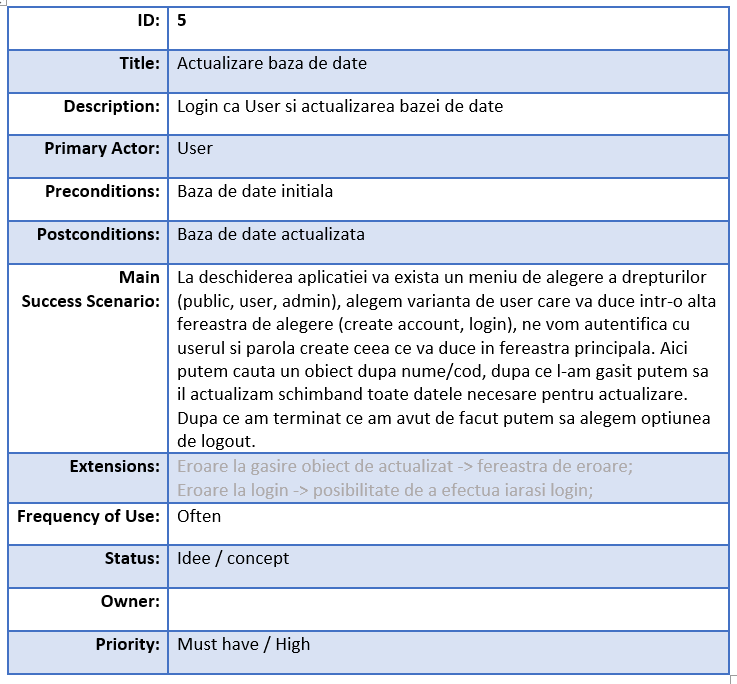 ID: 5
Title: Actualizare baza de date
Description: Login ca User si actualizarea bazei de date
Primary Actor: User
Preconditions: Baza de date initiala
Postconditions: Baza de date actualizata
Main Success Scenario: La deschiderea aplicatiei va exista un meniu de alegere a drepturilor
(public, user, admin), alegem varianta de user care va duce intr-o alta
fereastra de alegere (create account, login), ne vom autentifica cu
userul si parola create ceea ce va duce in fereastra principala. Aici
putem cauta un obiect dupa nume/cod, dupa ce l-am gasit putem sa
il actualizam schimband toate datele necesare pentru actualizare.
Dupa ce am terminat ce am avut de facut putem sa alegem optiunea
de logout.
Extensions: Eroare la gasire obiect de actualizat -> fereastra de eroare;
Eroare la login -> posibilitate de a efectua iarasi login;
Frequency of Use: Often
Status: Idee / concept
Owner:
Priority: Must have / High